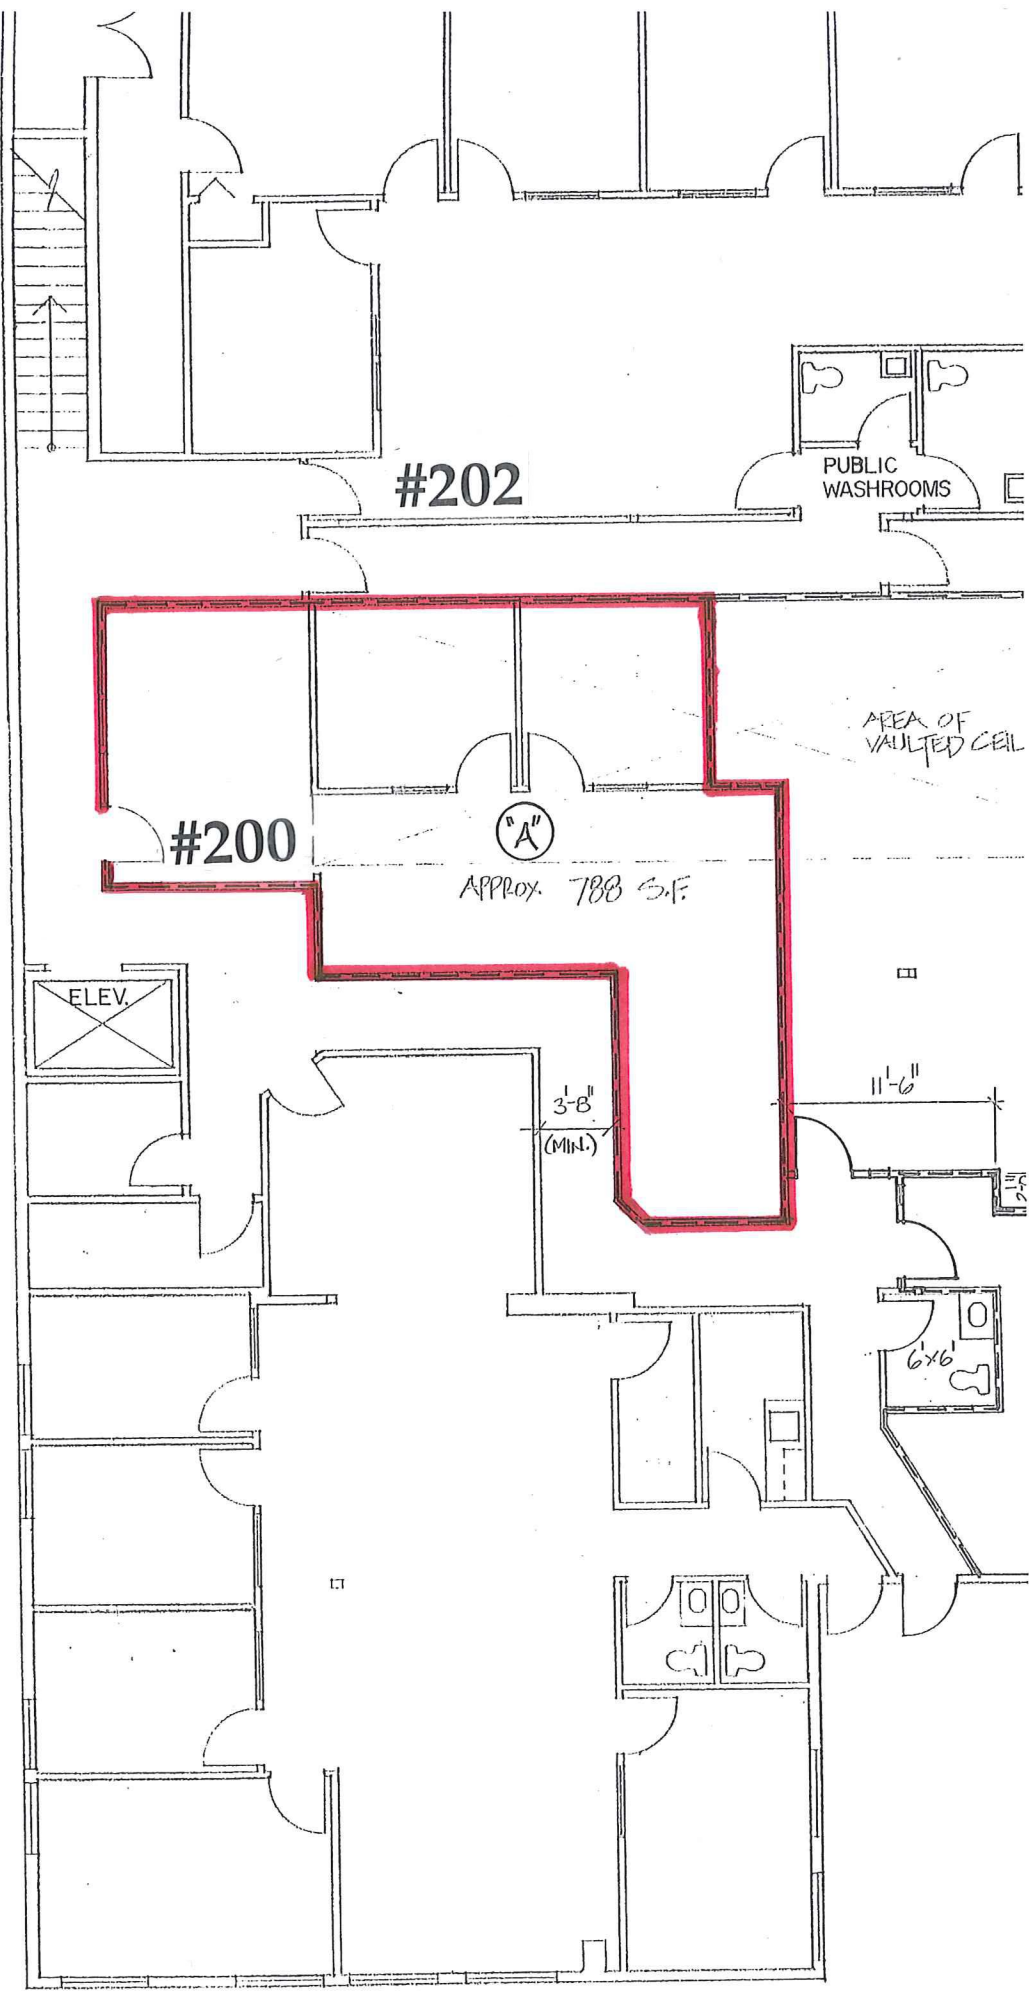 #202
PUBLIC
WASHROOMS
AREA OF
VAULTED CEIL
#200
"A"
APPROX. 788 S.F.
ELEV.
3'-8"
(MIN.)
11'-6"
6'x6'